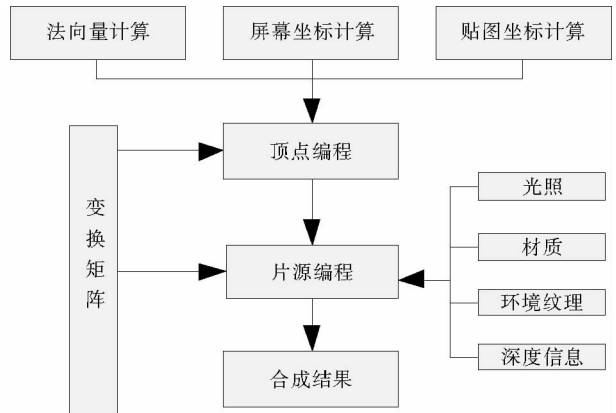 法向量计算
屏幕坐标计算
贴图坐标计算
顶点编程
变换矩阵
光照
材质
片源编程
环境纹理
深度信息
合成结果